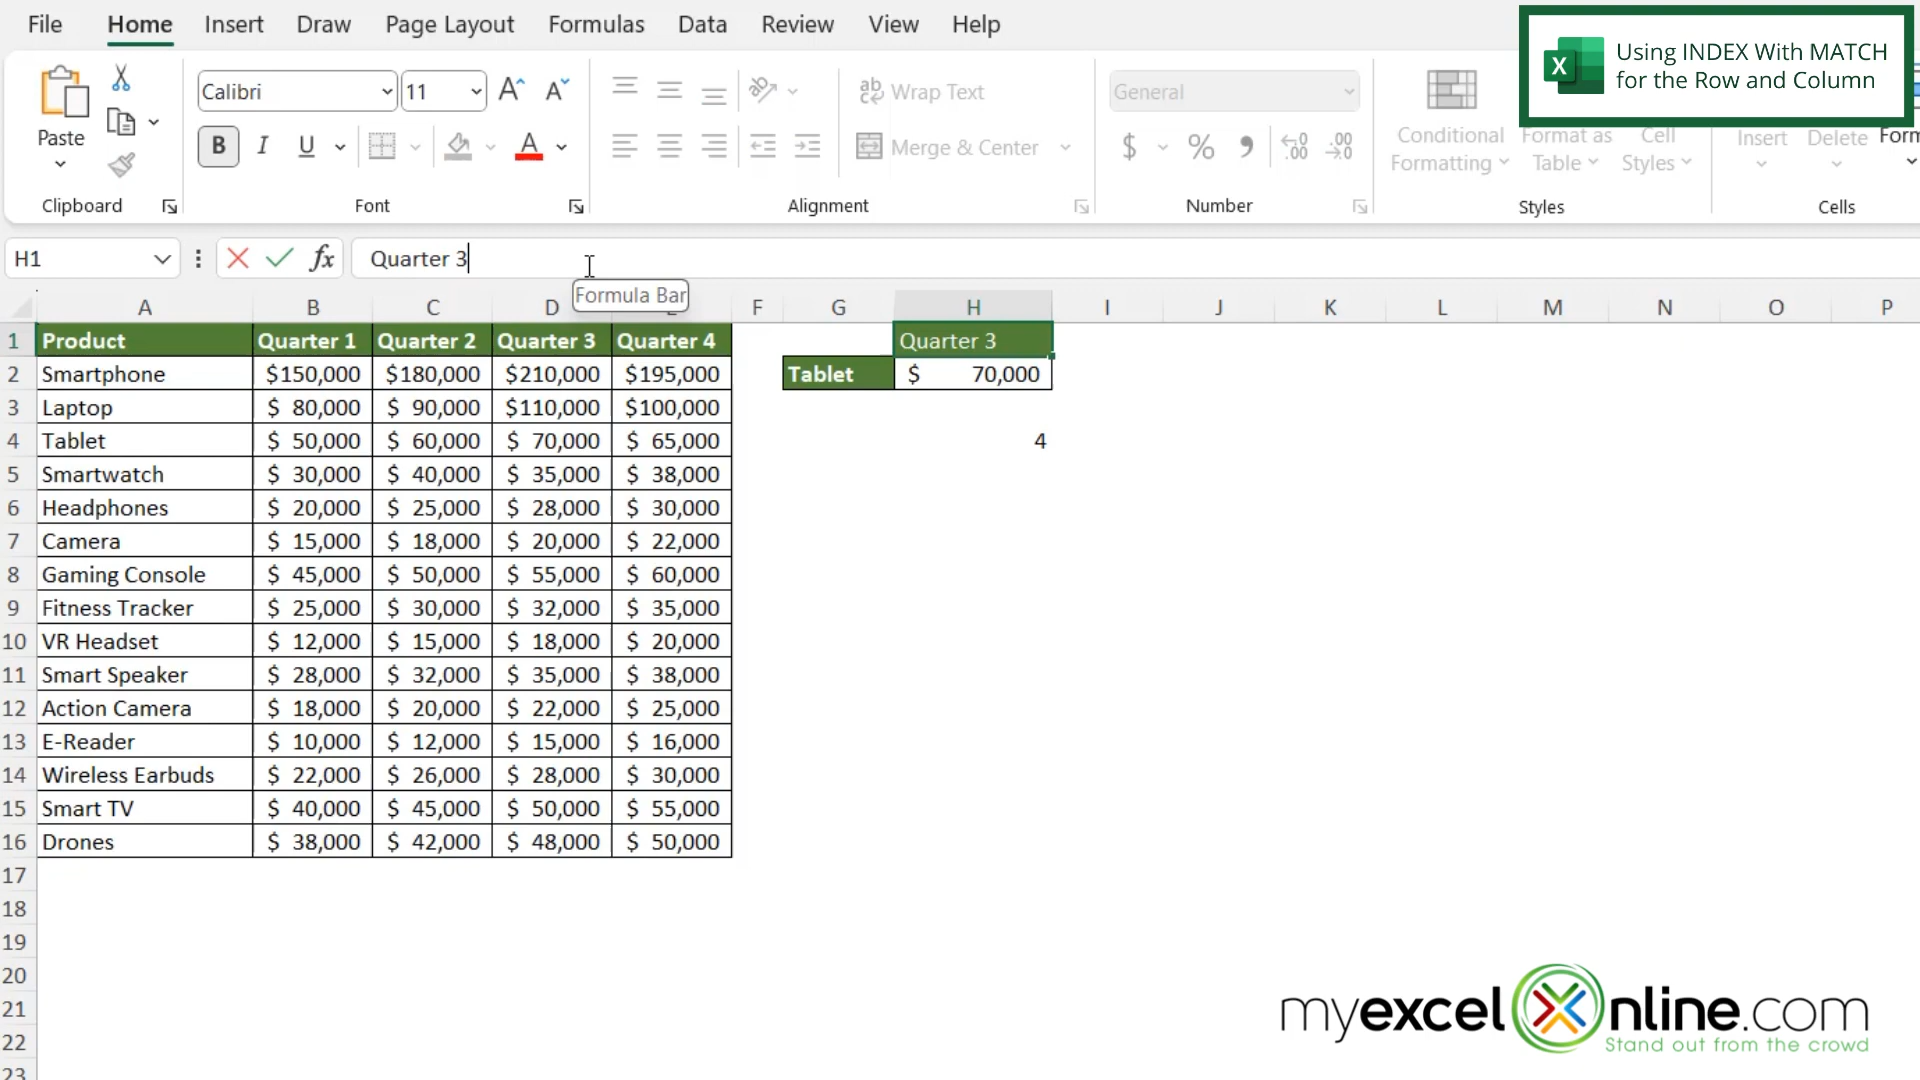 File Home Insert Draw Page Layout Formulas Data Review View Help
Using INDEX With MATCH
for the Row and Column
Calibri 11 A^ Aˇ ab Wrap Text General
Paste B I U A Merge & Center $ % , .00 .00
Conditional Format as Cell Insert Delete
Formatting Table Styles
Clipboard Font Alignment Number Styles Cells
H1 fx Quarter 3
Formula Bar
A B C D F G H I J K L M N O P
1 Product Quarter 1 Quarter 2 Quarter 3 Quarter 4 Quarter 3
2 Smartphone $150,000 $180,000 $210,000 $195,000 Tablet $ 70,000
3 Laptop $ 80,000 $ 90,000 $110,000 $100,000
4 Tablet $ 50,000 $ 60,000 $ 70,000 $ 65,000 4
5 Smartwatch $ 30,000 $ 40,000 $ 35,000 $ 38,000
6 Headphones $ 20,000 $ 25,000 $ 28,000 $ 30,000
7 Camera $ 15,000 $ 18,000 $ 20,000 $ 22,000
8 Gaming Console $ 45,000 $ 50,000 $ 55,000 $ 60,000
9 Fitness Tracker $ 25,000 $ 30,000 $ 32,000 $ 35,000
10 VR Headset $ 12,000 $ 15,000 $ 18,000 $ 20,000
11 Smart Speaker $ 28,000 $ 32,000 $ 35,000 $ 38,000
12 Action Camera $ 18,000 $ 20,000 $ 22,000 $ 25,000
13 E-Reader $ 10,000 $ 12,000 $ 15,000 $ 16,000
14 Wireless Earbuds $ 22,000 $ 26,000 $ 28,000 $ 30,000
15 Smart TV $ 40,000 $ 45,000 $ 50,000 $ 55,000
16 Drones $ 38,000 $ 42,000 $ 48,000 $ 50,000
17
18
19
20
21
22
23
myexcelOnline.com
Stand out from the crowd